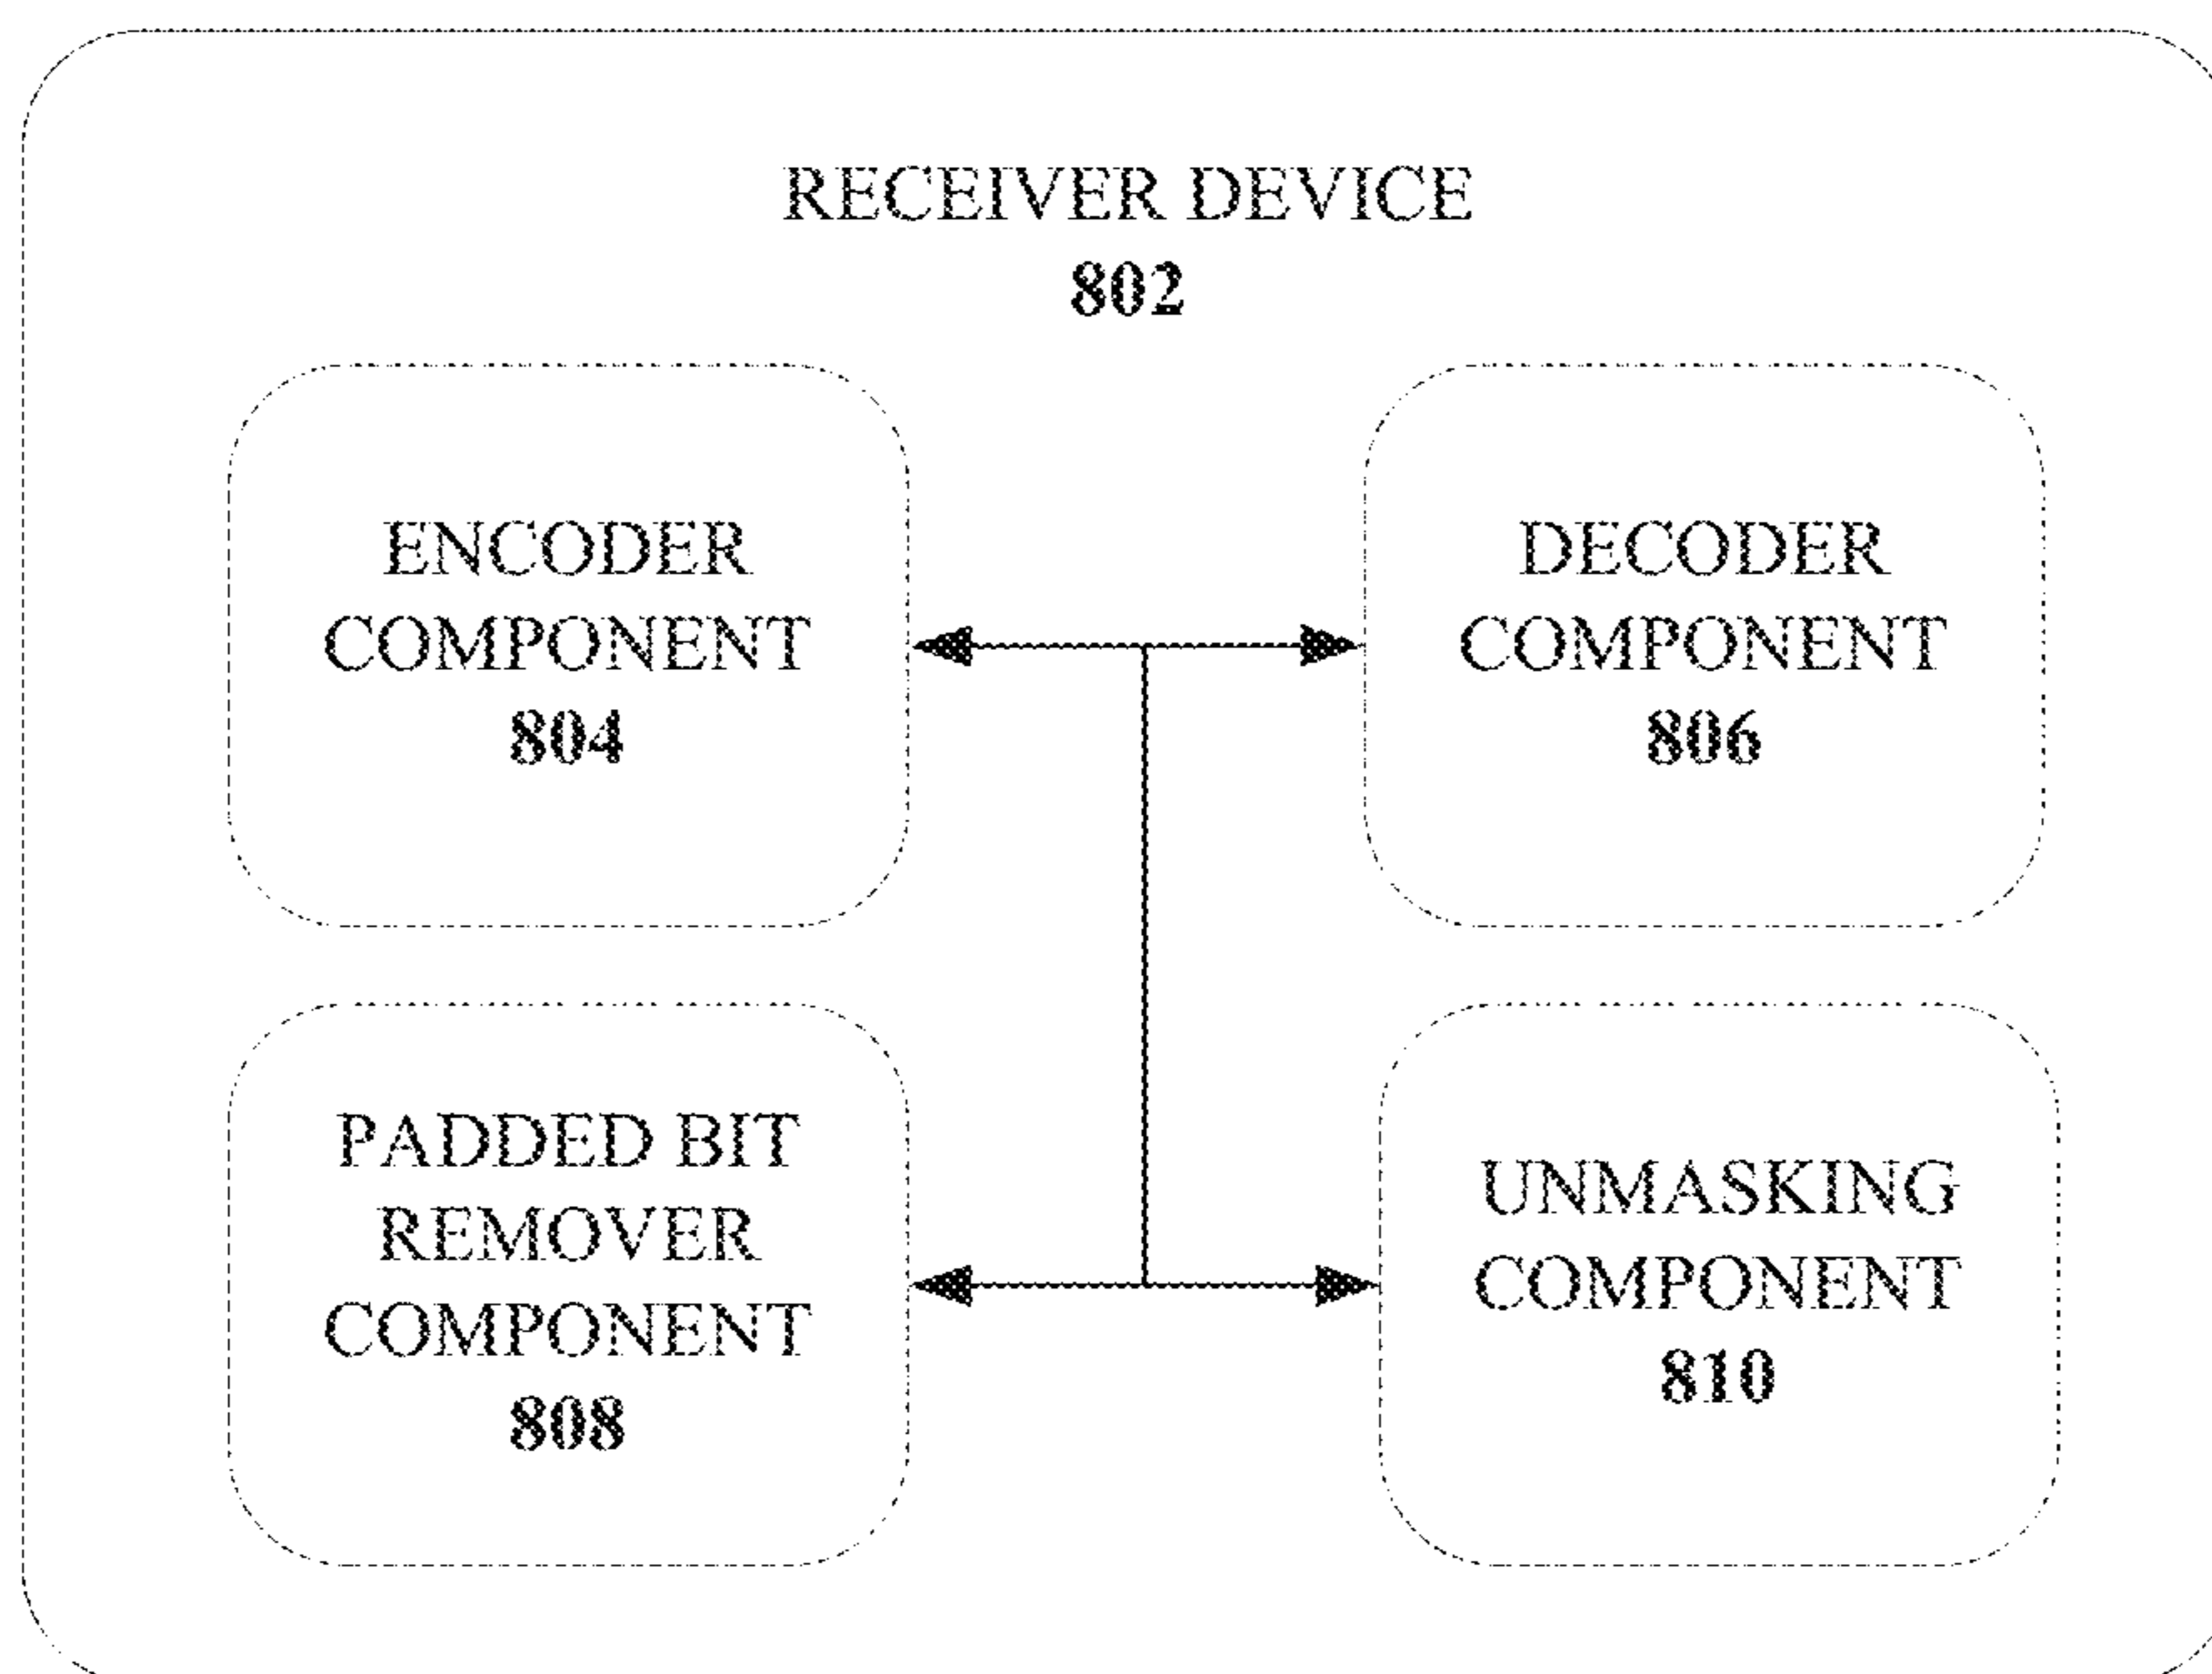 RECEIVER DEVICE
802
ENCODER
COMPONENT
804
DECODER
COMPONENT
806
PADDED BIT
REMOVER
COMPONENT
808
UNMASKING
COMPONENT
810